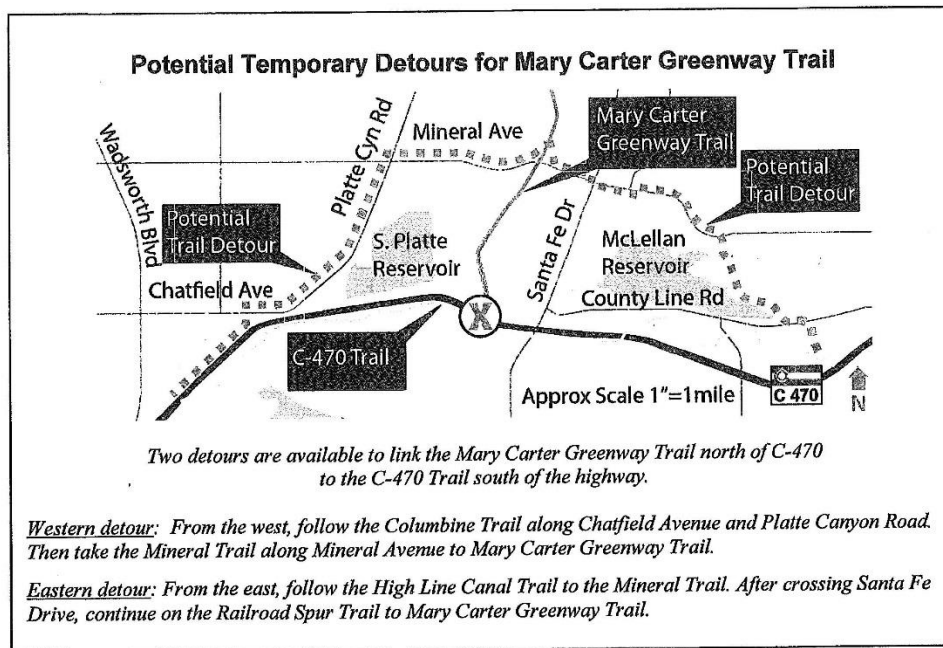 Potential Temporary Detours for Mary Carter Greenway Trail
Wadsworth Blvd
Platte Cyn Rd
Mineral Ave
Mary Carter
Greenway Trail
Potential
Trail Detour
Potential
Trail Detour
S. Platte
Reservoir
Santa Fe Dr
McLellan
Reservoir
Chatfield Ave
County Line Rd
X
C-470 Trail
Approx Scale 1"=1mile
C 470
N
Two detours are available to link the Mary Carter Greenway Trail north of C-470
to the C-470 Trail south of the highway.
Western detour: From the west, follow the Columbine Trail along Chatfield Avenue and Platte Canyon Road.
Then take the Mineral Trail along Mineral Avenue to Mary Carter Greenway Trail.
Eastern detour: From the east, follow the High Line Canal Trail to the Mineral Trail. After crossing Santa Fe
Drive, continue on the Railroad Spur Trail to Mary Carter Greenway Trail.